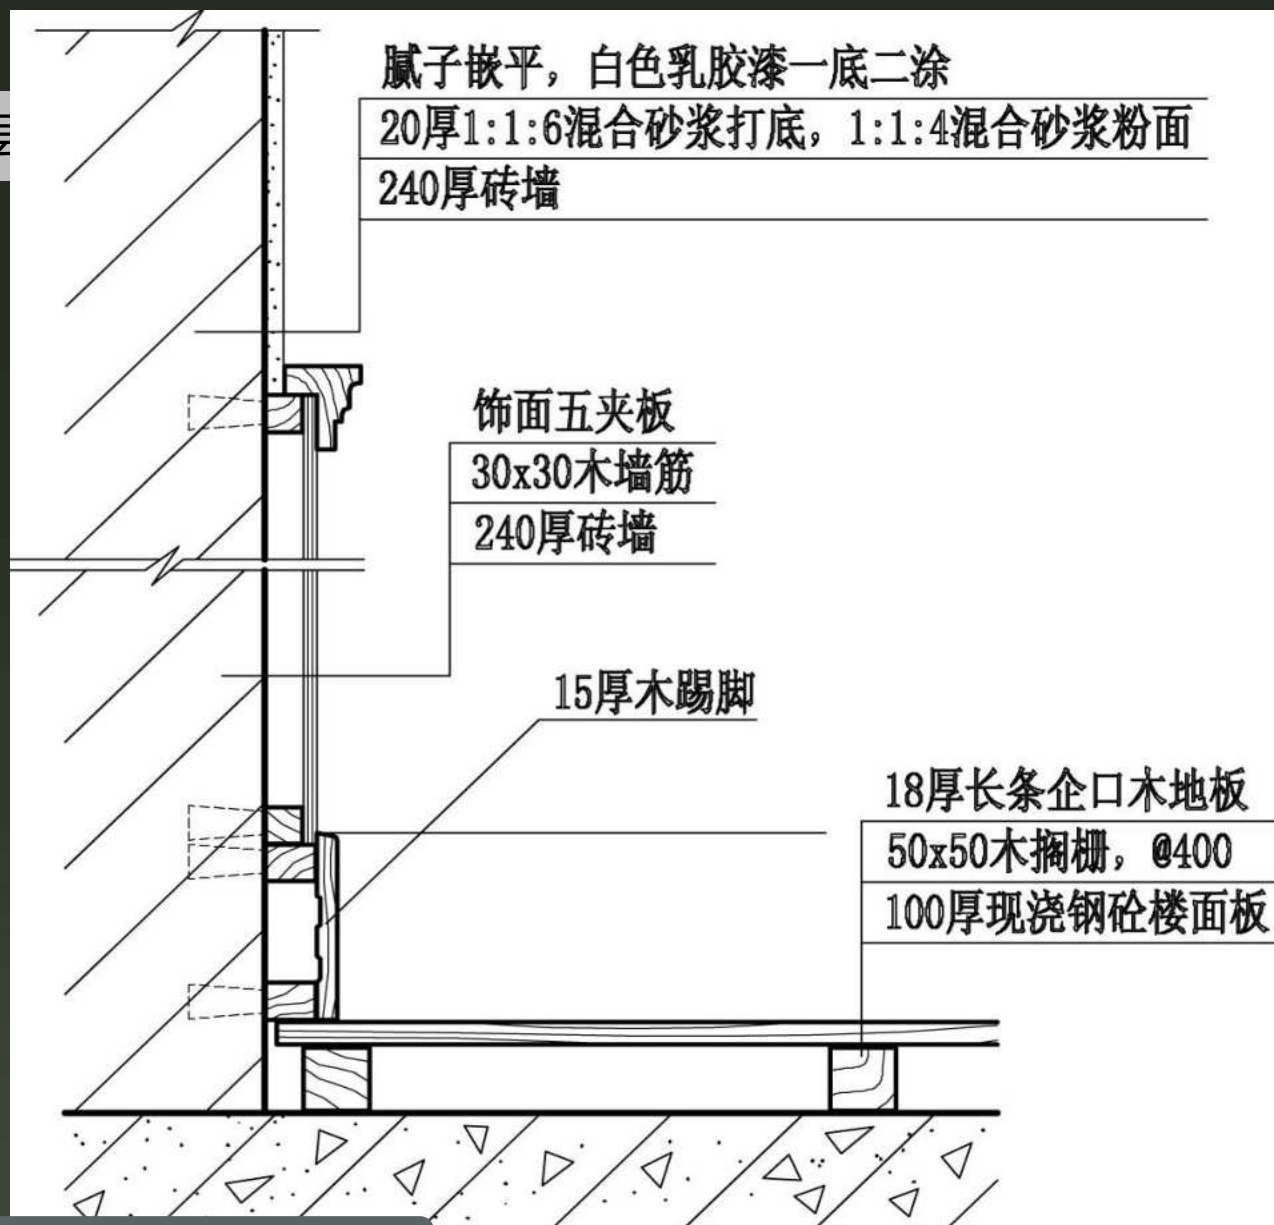 腻子嵌平，白色乳胶漆一底二涂
20厚1:1:6混合砂浆打底，1:1:4混合砂浆粉面
240厚砖墙
饰面五夹板
30x30木墙筋
240厚砖墙
15厚木踢脚
18厚长条企口木地板
50x50木搁栅，@400
100厚现浇钢砼楼面板